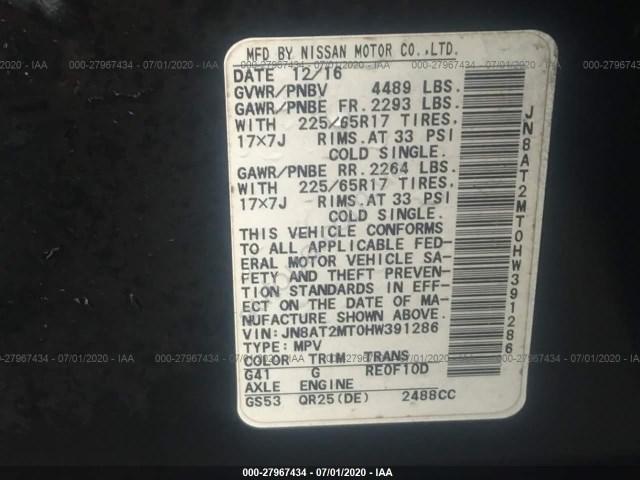 MFD BY NISSAN MOTOR CO.,LTD.
DATE 12/16
GVWR/PNBV 4489 LBS.
GAWR/PNBE FR. 2293 LBS.
WITH 225/65R17 TIRES.
17×7J RIMS.AT 33 PSI
COLD SINGLE.
GAWR/PNBE RR. 2264 LBS.
WITH 225/65R17 TIRES.
17×7J RIMS.AT 33 PSI
COLD SINGLE.
THIS VEHICLE CONFORMS
TO ALL APPLICABLE FED-
ERAL MOTOR VEHICLE SA-
FETY AND THEFT PREVEN-
TION STANDARDS IN EFF-
ECT ON THE DATE OF MA-
NUFACTURE SHOWN ABOVE.
VIN:JN8AT2MT0HW391286
TYPE: MPV
COLOR TRIM TRANS
G41 G RE0F10D
AXLE ENGINE
GS53 QR25(DE) 2488CC
JN8AT2MT0HW391286
000-27967434 - 07/01/2020 - IAA